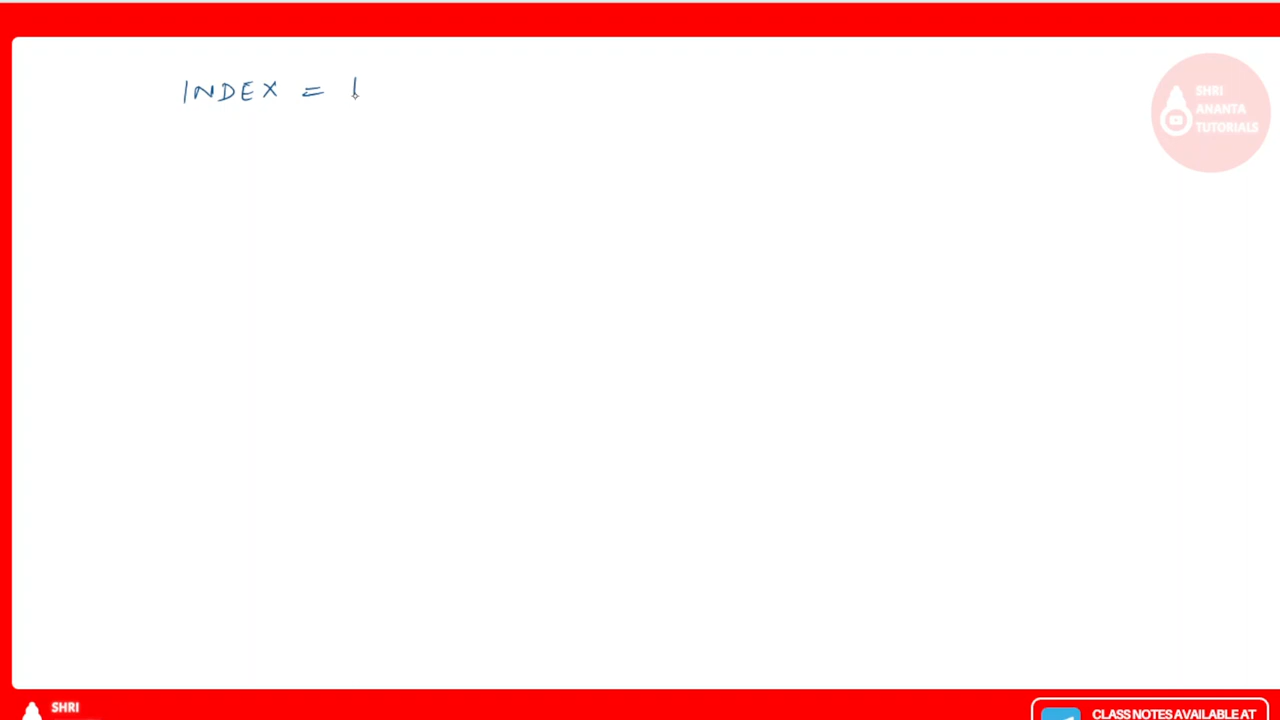 INDEX = 1
SHRI
ANANTA
TUTORIALS
SHRI
CLASS NOTES AVAILABLE AT